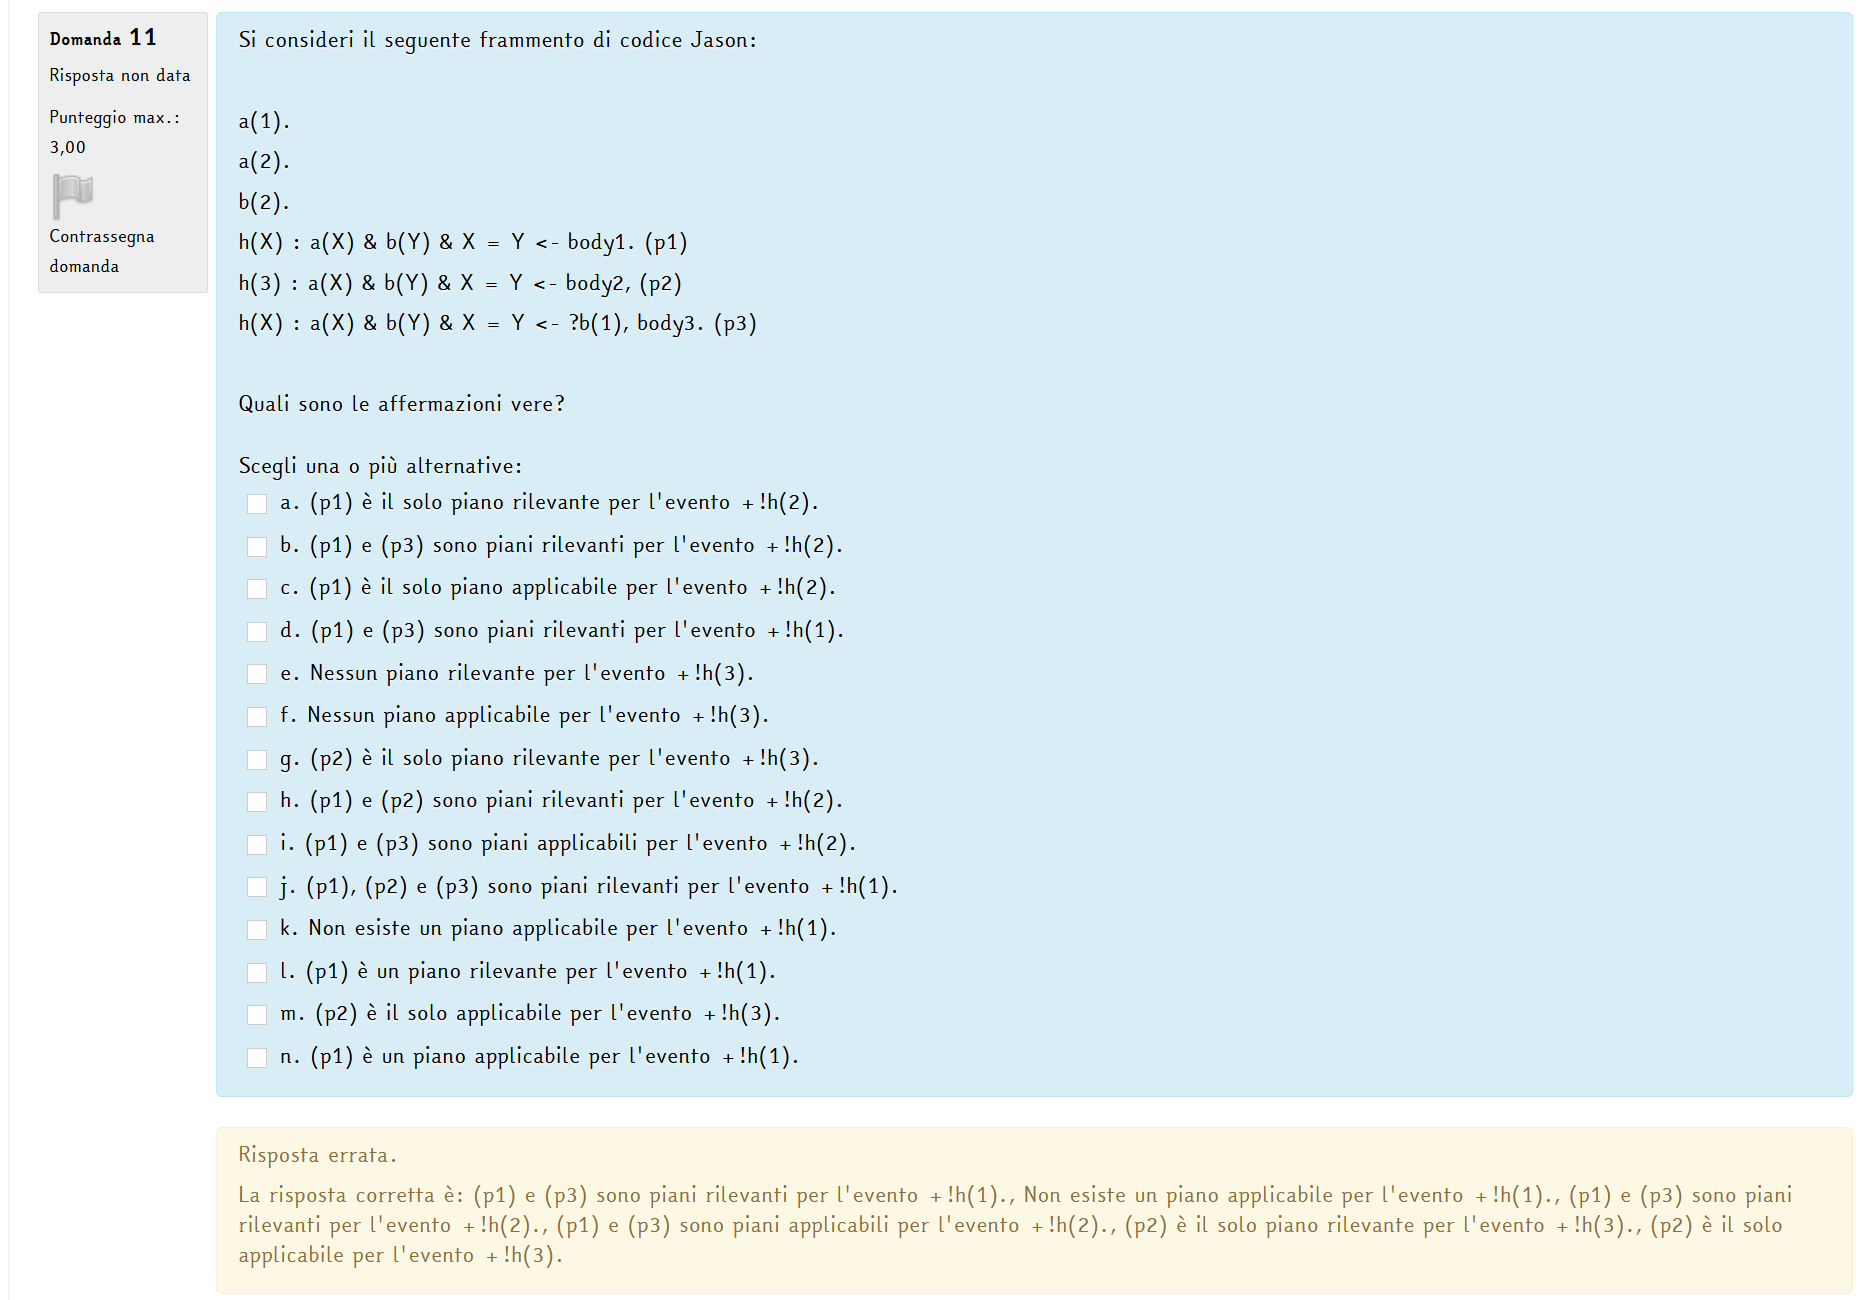 Domanda 11
Risposta non data
Punteggio max.:
3,00
Contrassegna
domanda
Si consideri il seguente frammento di codice Jason:
a(1).
a(2).
b(2).
h(X) : a(X) & b(Y) & X = Y <- body1. (p1)
h(3) : a(X) & b(Y) & X = Y <- body2, (p2)
h(X) : a(X) & b(Y) & X = Y <- ?b(1), body3. (p3)
Quali sono le affermazioni vere?
Scegli una o più alternative:
a. (p1) è il solo piano rilevante per l'evento +!h(2).
b. (p1) e (p3) sono piani rilevanti per l'evento +!h(2).
c. (p1) è il solo piano applicabile per l'evento +!h(2).
d. (p1) e (p3) sono piani rilevanti per l'evento +!h(1).
e. Nessun piano rilevante per l'evento +!h(3).
f. Nessun piano applicabile per l'evento +!h(3).
g. (p2) è il solo piano rilevante per l'evento +!h(3).
h. (p1) e (p2) sono piani rilevanti per l'evento +!h(2).
i. (p1) e (p3) sono piani applicabili per l'evento +!h(2).
j. (p1), (p2) e (p3) sono piani rilevanti per l'evento +!h(1).
k. Non esiste un piano applicabile per l'evento +!h(1).
l. (p1) è un piano rilevante per l'evento +!h(1).
m. (p2) è il solo applicabile per l'evento +!h(3).
n. (p1) è un piano applicabile per l'evento +!h(1).
Risposta errata.
La risposta corretta è: (p1) e (p3) sono piani rilevanti per l'evento +!h(1)., Non esiste un piano applicabile per l'evento +!h(1)., (p1) e (p3) sono piani
rilevanti per l'evento +!h(2)., (p1) e (p3) sono piani applicabili per l'evento +!h(2)., (p2) è il solo piano rilevante per l'evento +!h(3)., (p2) è il solo
applicabile per l'evento +!h(3).